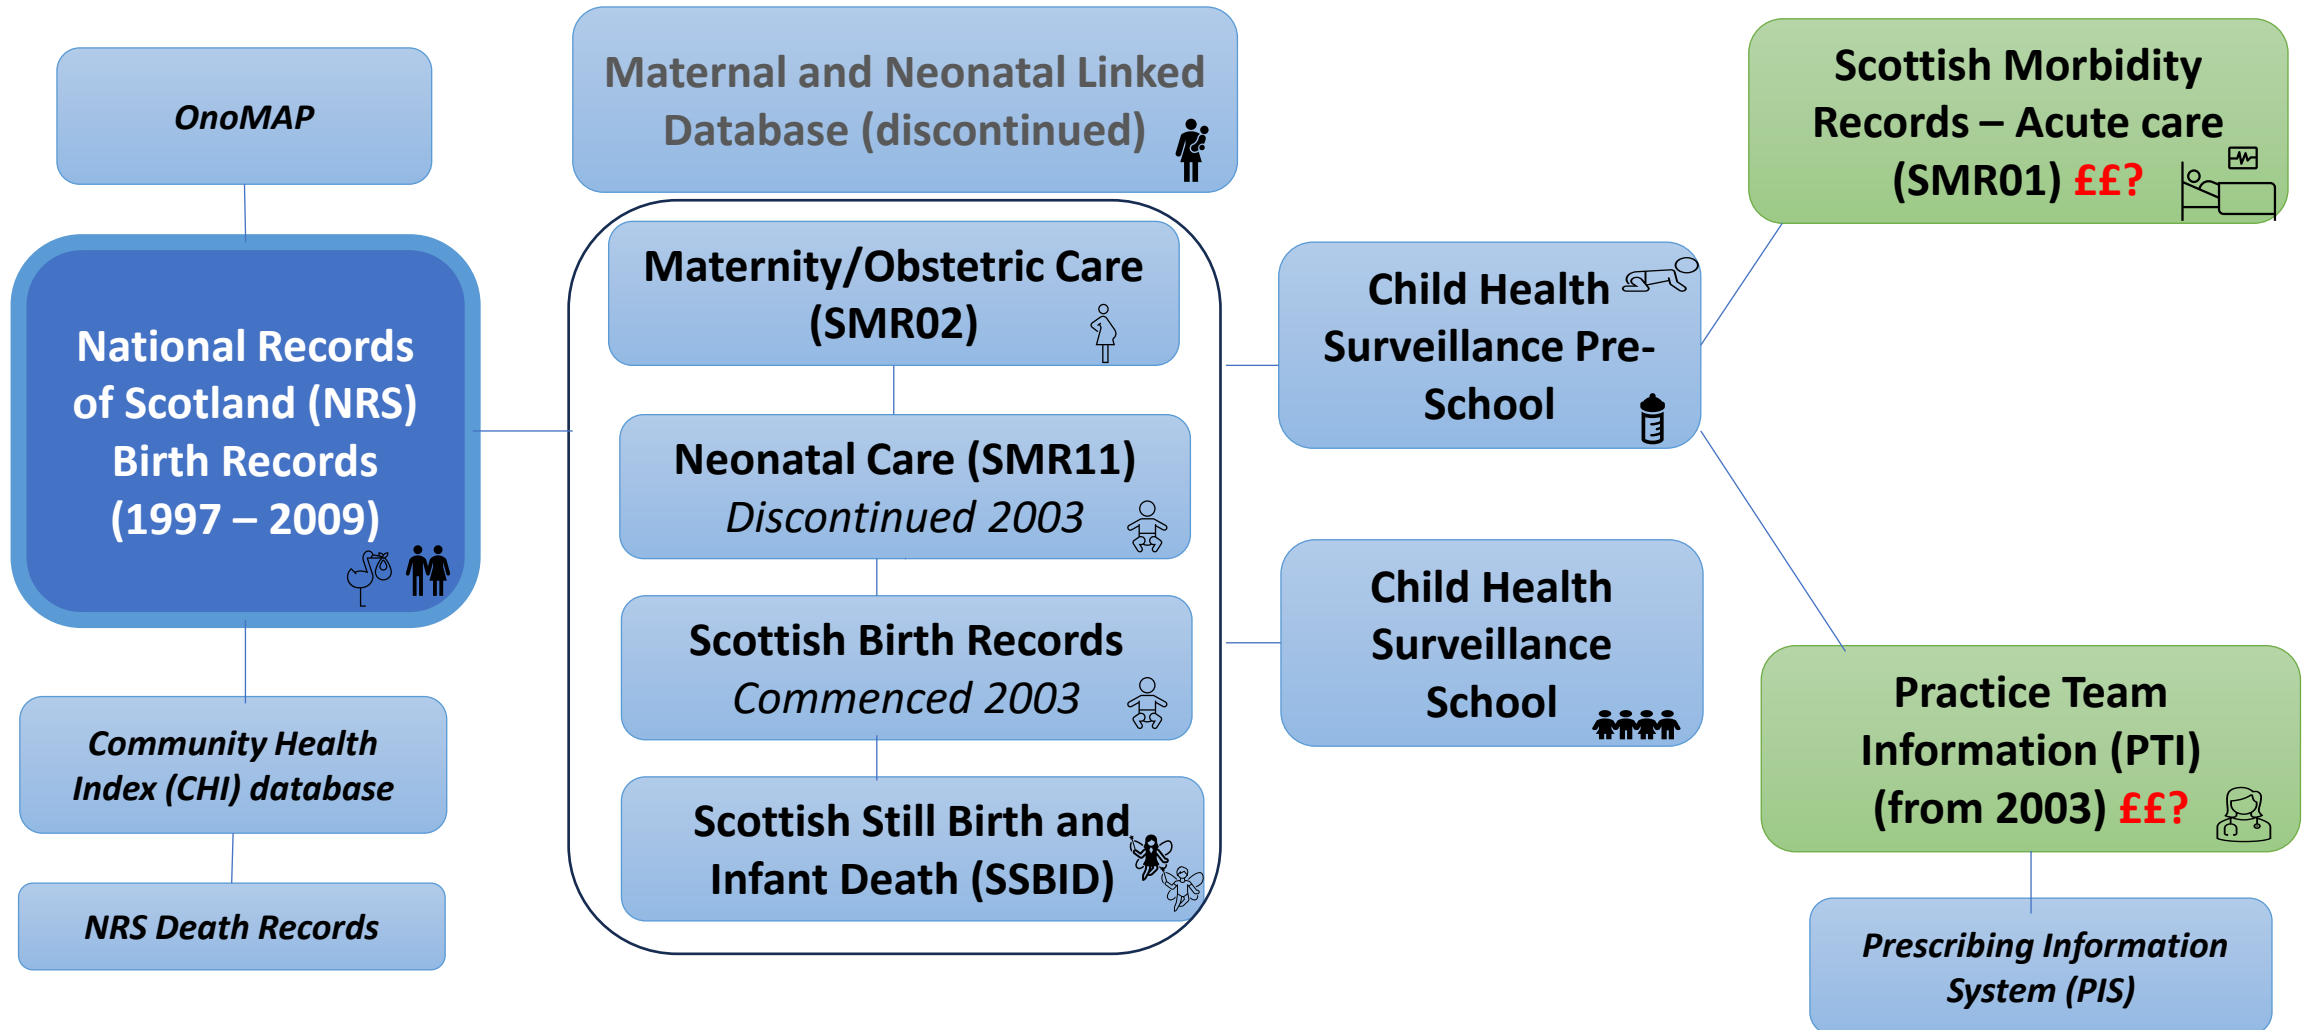 OnoMAP
National Records
of Scotland (NRS)
Birth Records
(1997 – 2009)
Community Health
Index (CHI) database
NRS Death Records
Maternal and Neonatal Linked
Database (discontinued)
Maternity/Obstetric Care
(SMR02)
Neonatal Care (SMR11)
Discontinued 2003
Scottish Birth Records
Commenced 2003
Scottish Still Birth and
Infant Death (SSBID)
Child Health
Surveillance Pre-
School
Child Health
Surveillance
School
Scottish Morbidity
Records – Acute care
(SMR01) ££?
Practice Team
Information (PTI)
(from 2003) ££?
Prescribing Information
System (PIS)